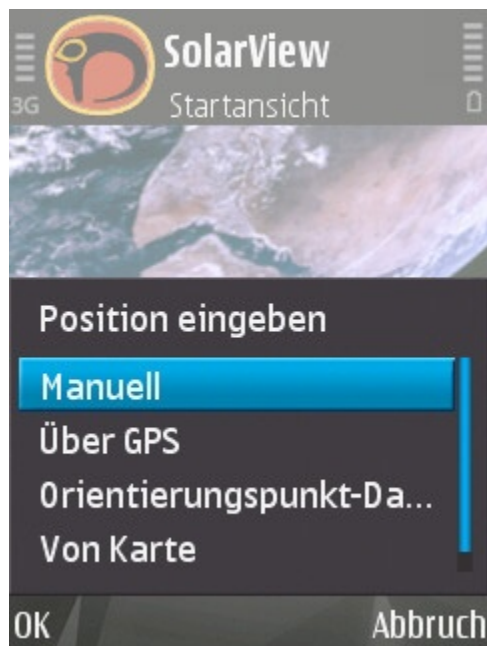 SolarView
3G
Startansicht
Position eingeben
Manuell
Über GPS
Orientierungspunkt-Da...
Von Karte
OK
Abbruch